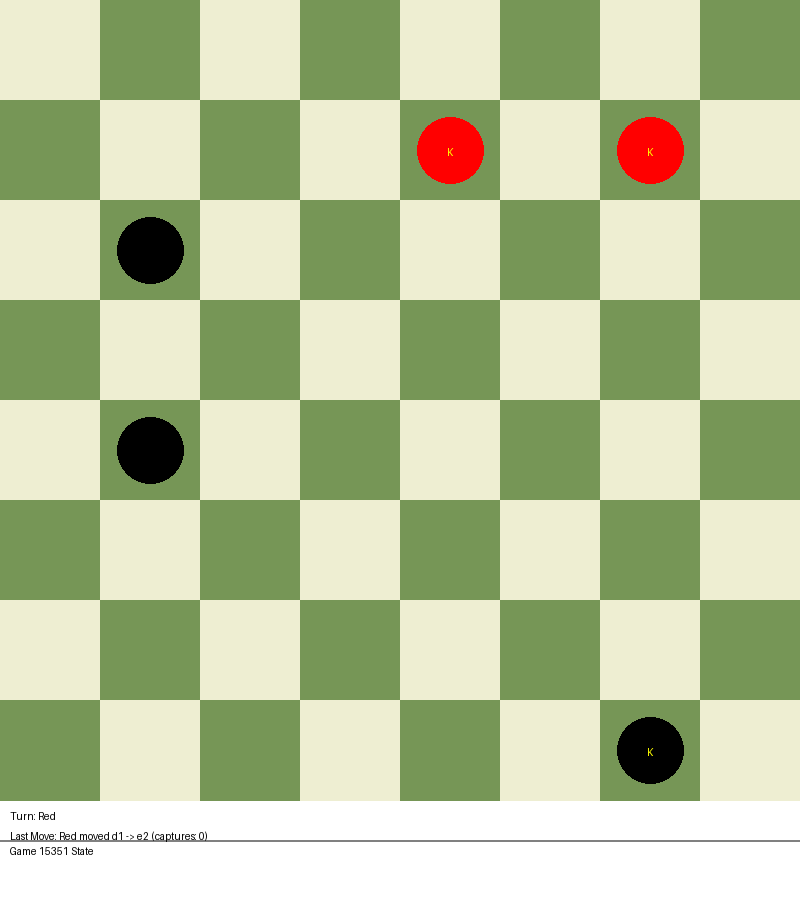 K K
K
Turn: Red
Last Move: Red moved d1 -> e2 (captures: 0)
Game 15351 State